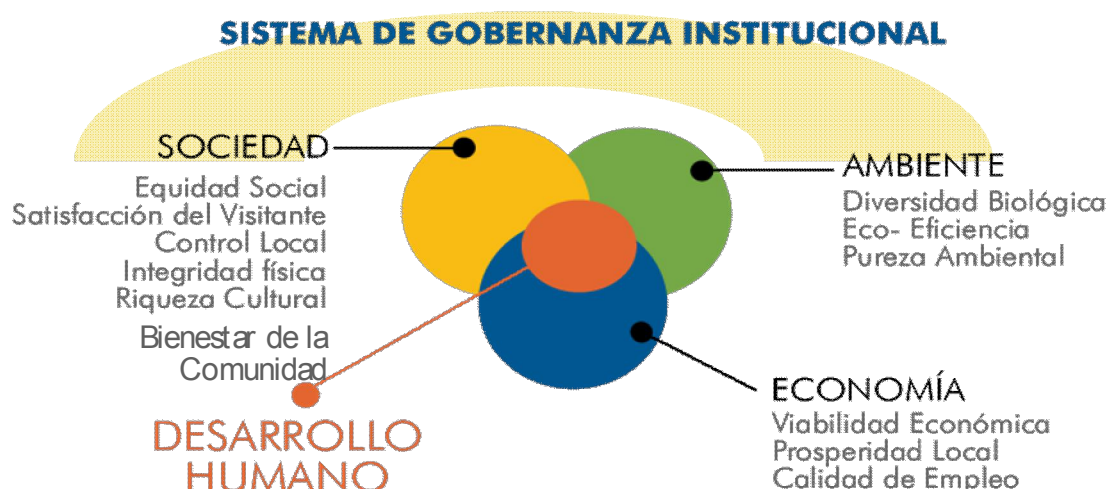 SISTEMA DE GOBERNANZA INSTITUCIONAL
SOCIEDAD
Equidad Social
Satisfacción del Visitante
Control Local
Integridad física
Riqueza Cultural
Bienestar de la
Comunidad
DESARROLLO
HUMANO
AMBIENTE
Diversidad Biológica
Eco- Eficiencia
Pureza Ambiental
ECONOMÍA
Viabilidad Económica
Prosperidad Local
Calidad de Empleo